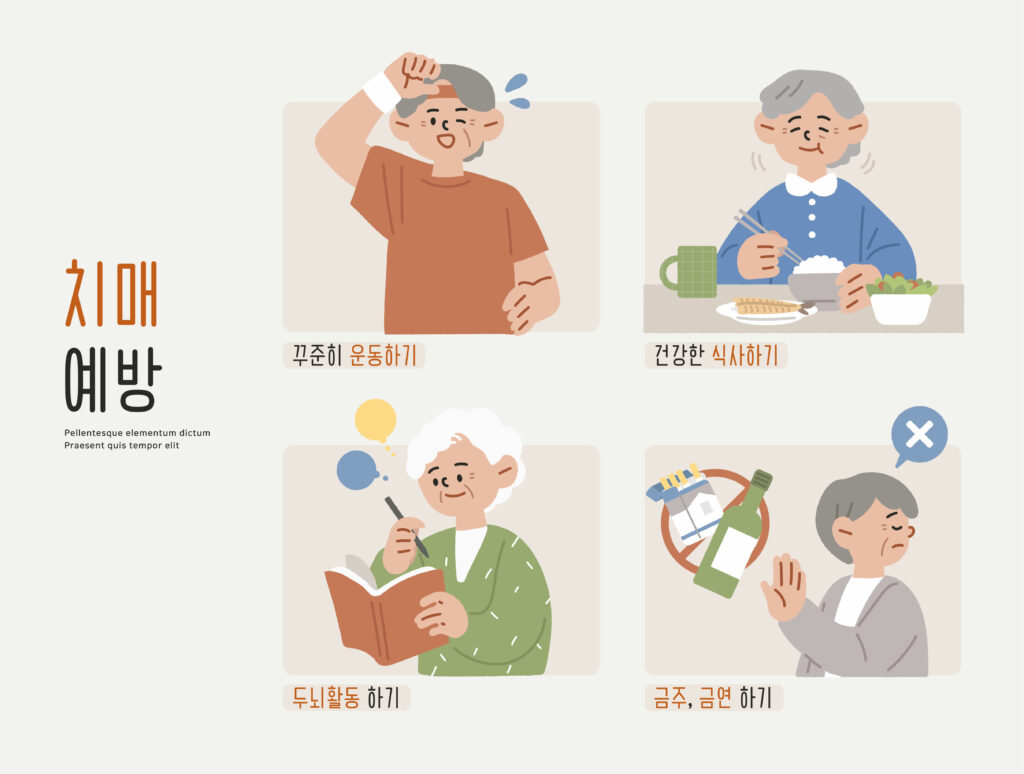 치매
예방
Pellentesque elementum dictum
Praesent quis tempor elit
꾸준히 운동하기
건강한 식사하기
두뇌활동 하기
금주, 금연 하기